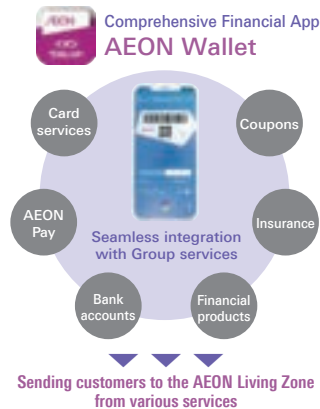 Comprehensive Financial App
AEON Wallet
Card
services
Coupons
AEON
Pay
Insurance
Seamless integration
with Group services
Bank
accounts
Financial
products
Sending customers to the AEON Living Zone
from various services